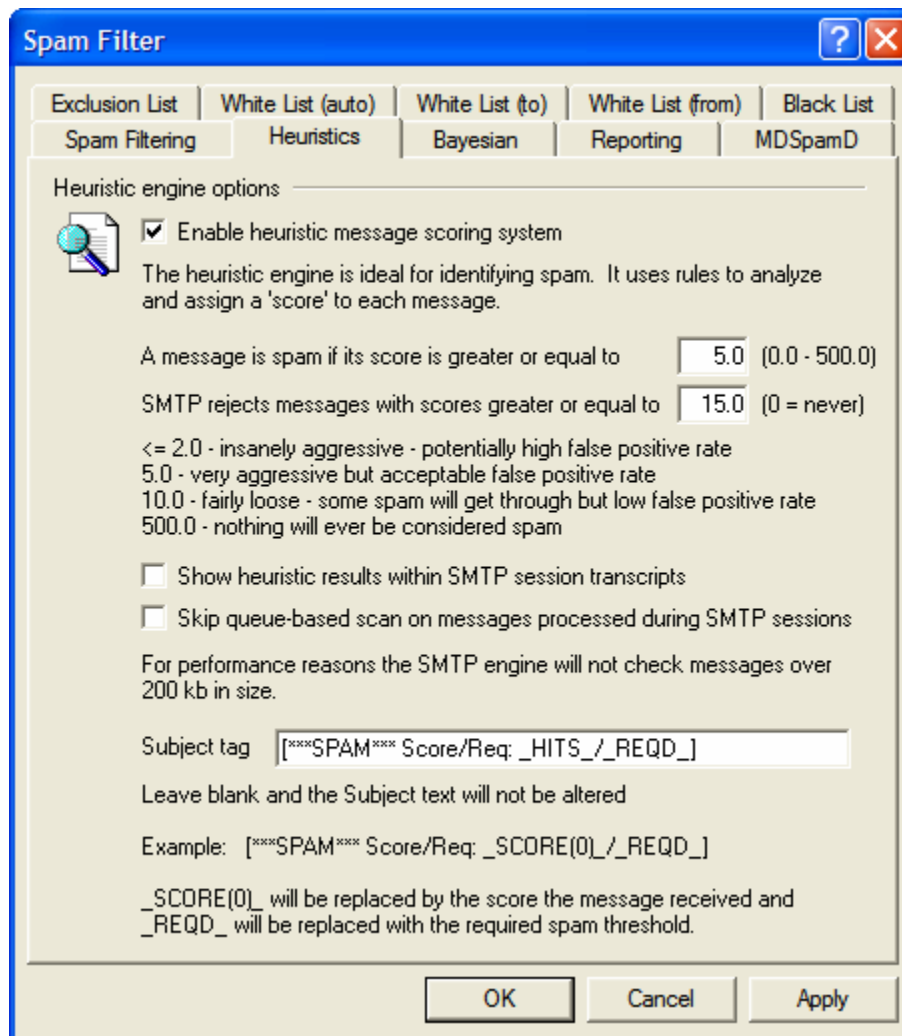 Spam Filter
Exclusion List
White List (auto)
White List (to)
White List (from)
Black List
Spam Filtering
Heuristics
Bayesian
Reporting
MDSpamD
Heuristic engine options
Enable heuristic message scoring system
The heuristic engine is ideal for identifying spam.  It uses rules to analyze
and assign a 'score' to each message.
A message is spam if its score is greater or equal to 5.0 (0.0 - 500.0)
SMTP rejects messages with scores greater or equal to 15.0 (0 = never)
<= 2.0 - insanely aggressive - potentially high false positive rate
5.0 - very aggressive but acceptable false positive rate
10.0 - fairly loose - some spam will get through but low false positive rate
500.0 - nothing will ever be considered spam
Show heuristic results within SMTP session transcripts
Skip queue-based scan on messages processed during SMTP sessions
For performance reasons the SMTP engine will not check messages over
200 kb in size.
Subject tag [***SPAM*** Score/Req: _HITS_/_REQD_]
Leave blank and the Subject text will not be altered
Example: [***SPAM*** Score/Req: _SCORE(0)_/_REQD_]
_SCORE(0)_ will be replaced by the score the message received and
_REQD_ will be replaced with the required spam threshold.
OK
Cancel
Apply